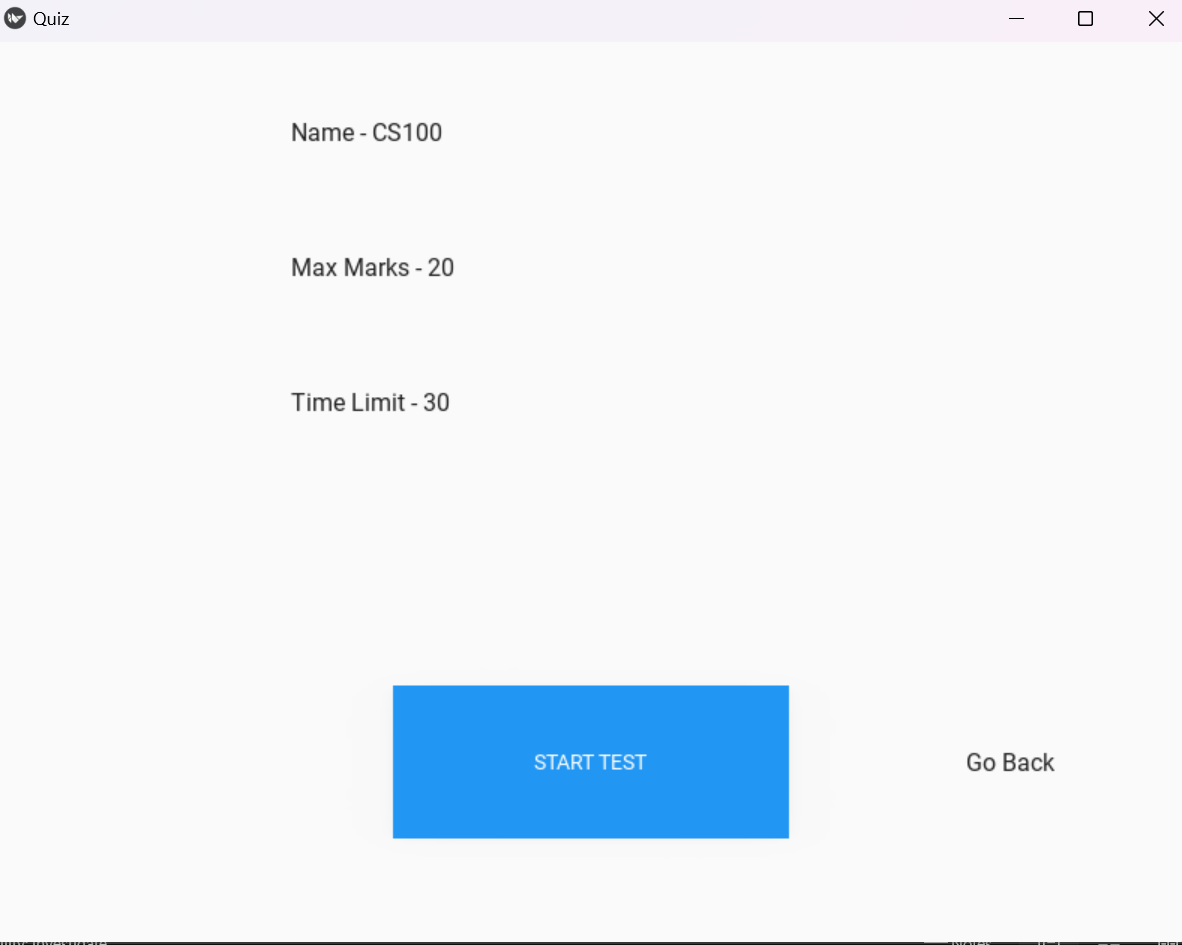 Quiz
Name - CS100
Max Marks - 20
Time Limit - 30
START TEST
Go Back